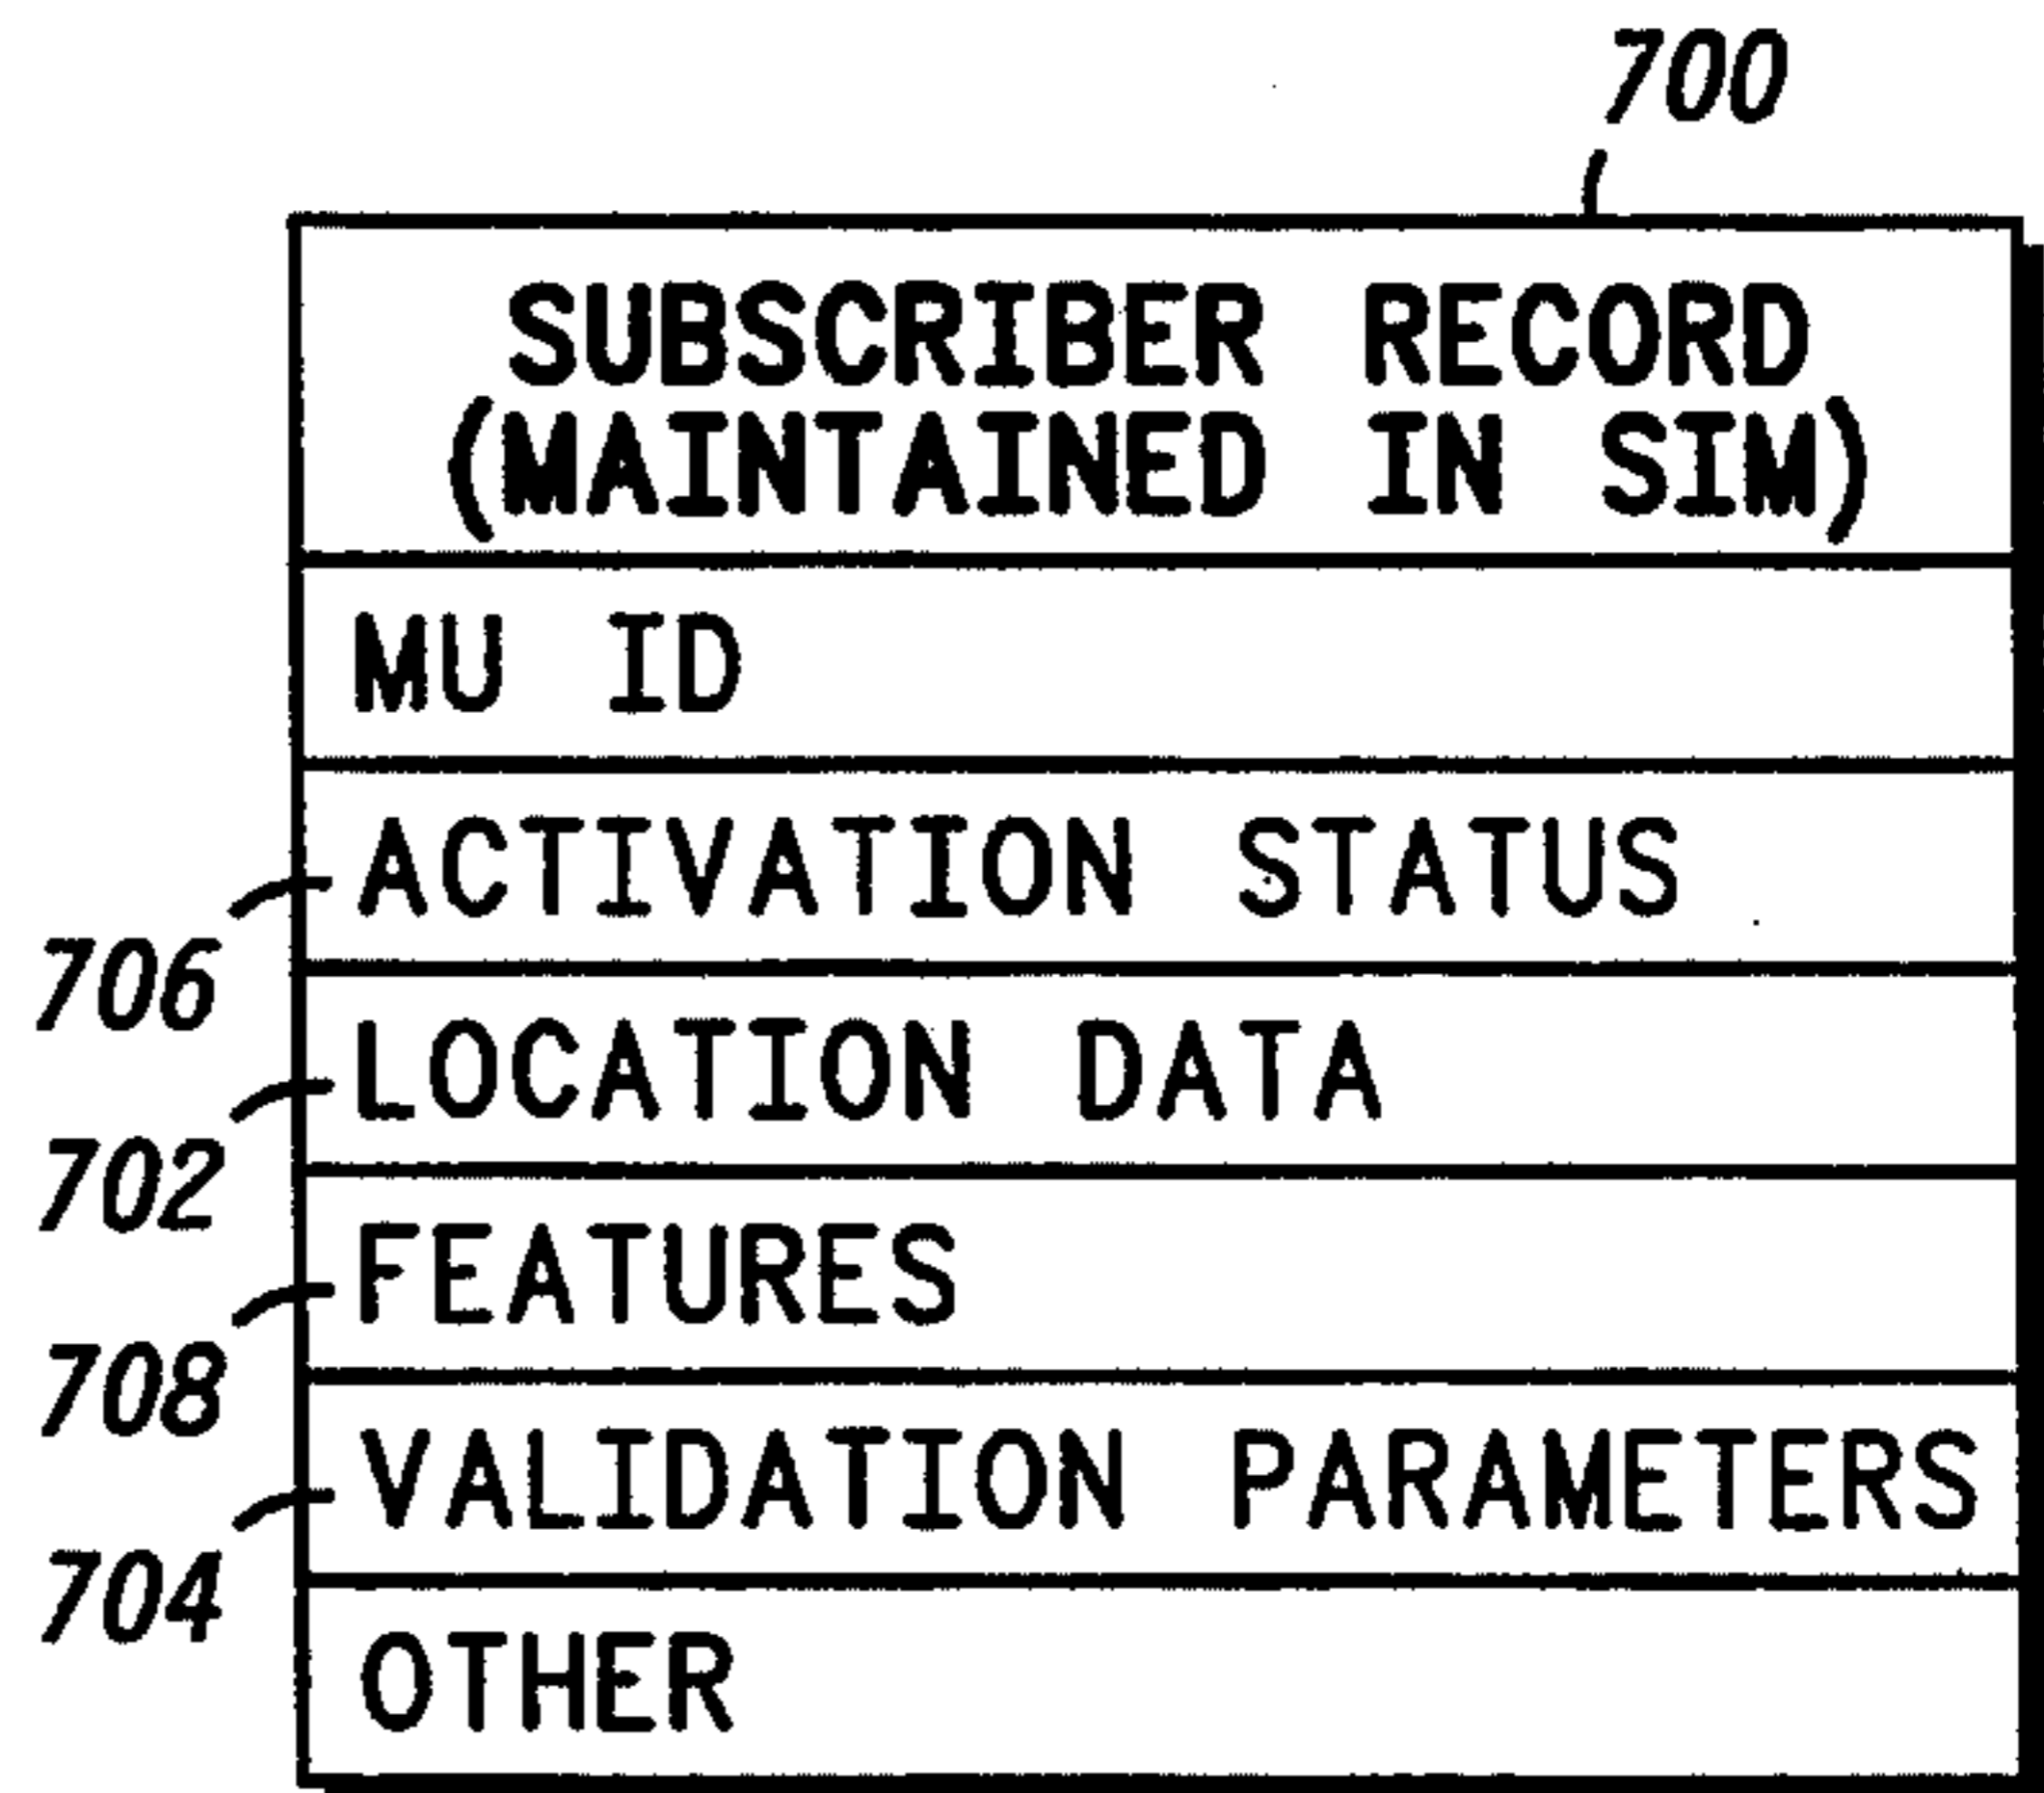 700
SUBSCRIBER RECORD
(MAINTAINED IN SIM)
MU ID
ACTIVATION STATUS
706
LOCATION DATA
702
FEATURES
708
VALIDATION PARAMETERS
704
OTHER